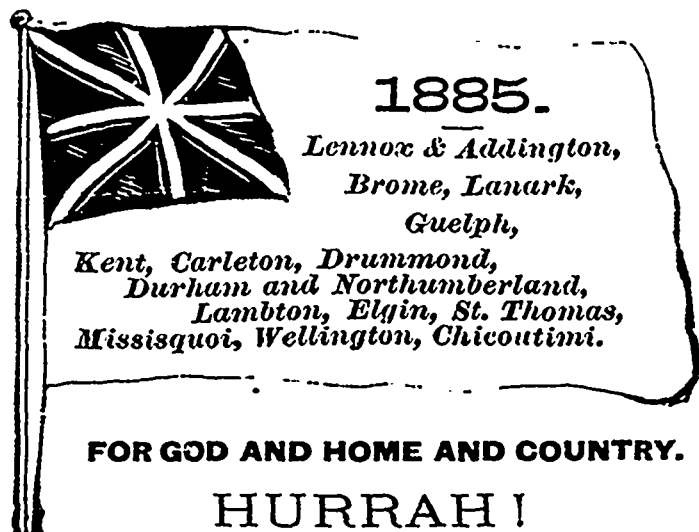 1885.
Lennox & Addington,
Brome, Lanark,
Guelph,
Kent, Carleton, Drummond,
Durham and Northumberland,
Lambton, Elgin, St. Thomas,
Missisquoi, Wellington, Chicoutimi.
FOR GOD AND HOME AND COUNTRY.
HURRAH!